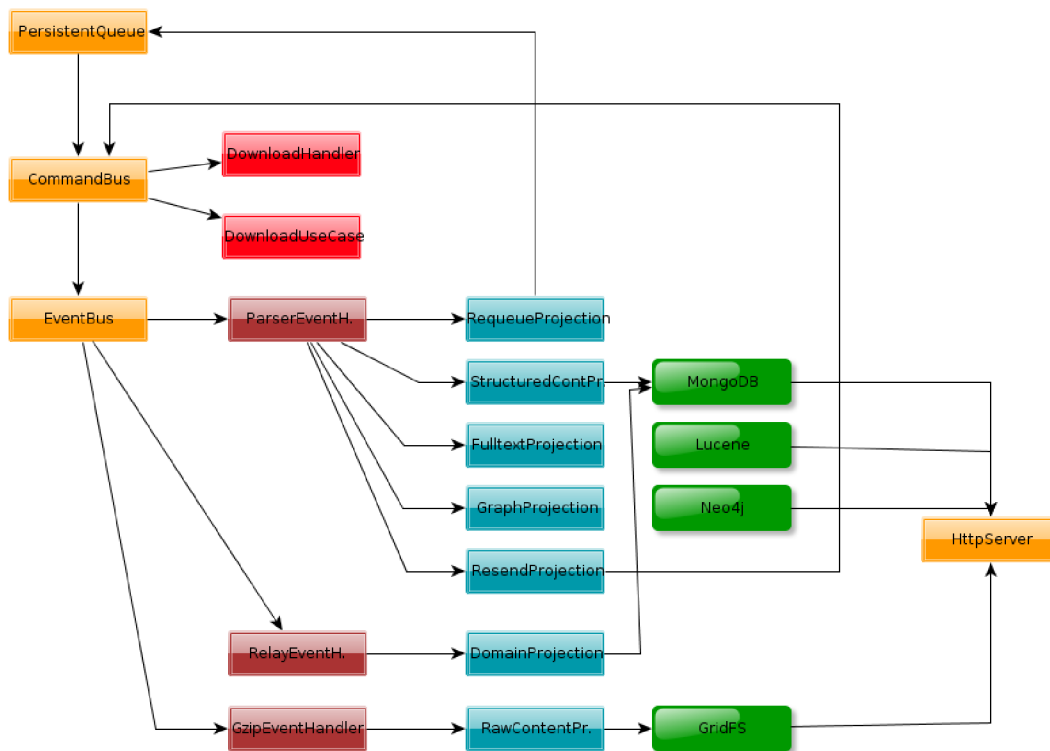 PersistentQueue
DownloadHandler
CommandBus
DownloadUseCase
EventBus
ParserEventH.
RequeueProjection
StructuredContPr.
MongoDB
FulltextProjection
Lucene
GraphProjection
Neo4j
HttpServer
ResendProjection
RelayEventH.
DomainProjection
GzipEventHandler
RawContentPr.
GridFS